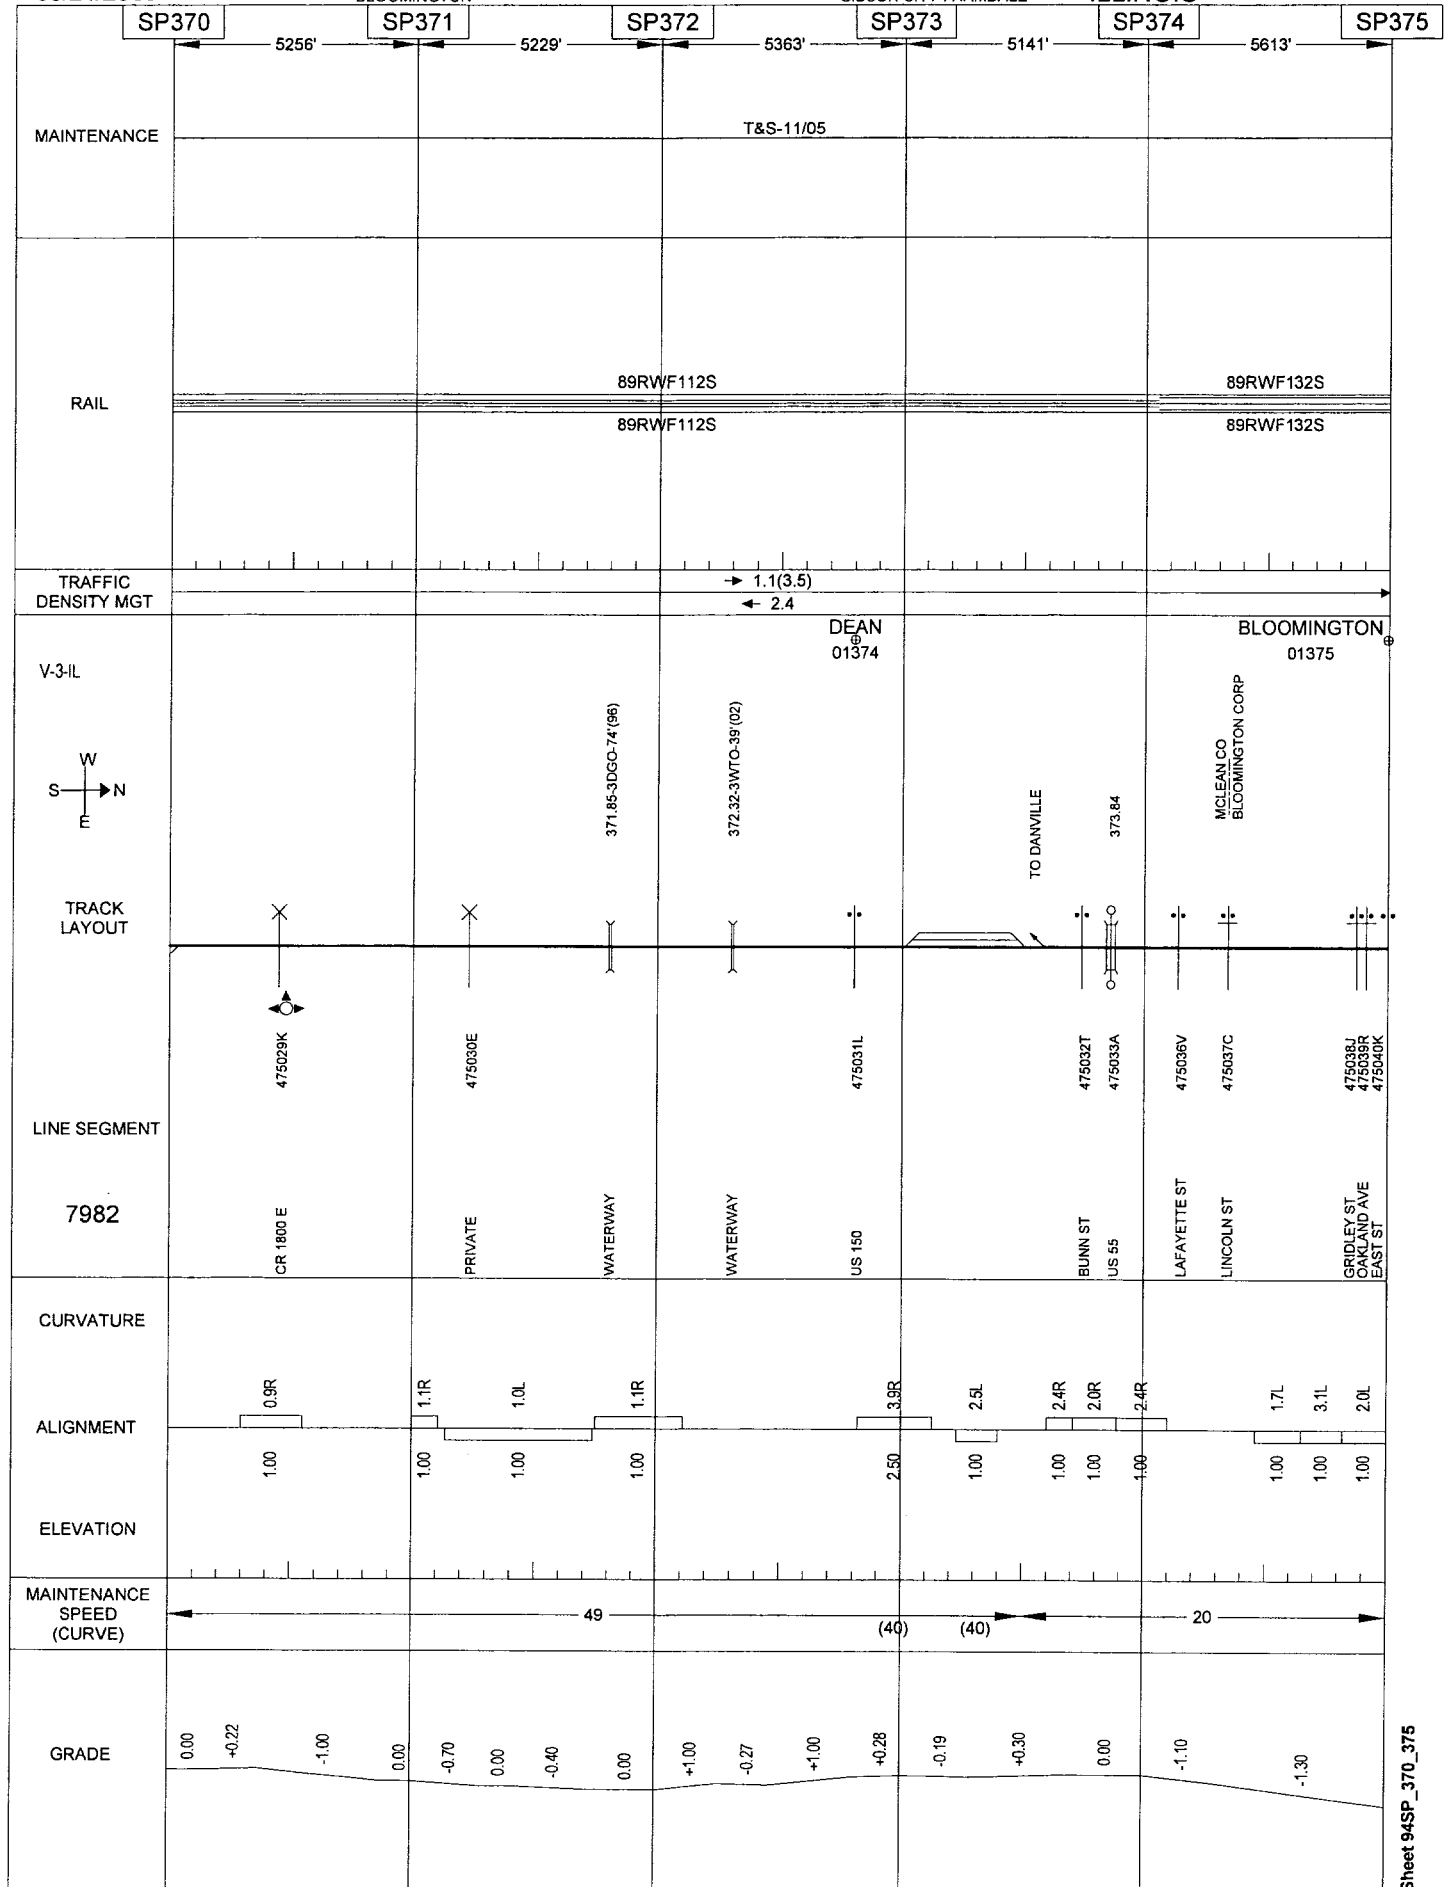 BLOOMINGTON
ILLINOIS
SP370 SP371 SP372 SP373 SP374 SP375
5256' 5229' 5363' 5141' 5613'
MAINTENANCE
T&S-11/05
RAIL
89RWF112S 89RWF132S
89RWF112S 89RWF132S
TRAFFIC
DENSITY MGT
1.1(3.5)
2.4
V-3-IL
DEAN
01374
BLOOMINGTON
01375
W
S N
E
371.85-3DGO-74'(96)
372.32-3WTO-39'(02)
TO DANVILLE
373.84
MCLEAN CO
BLOOMINGTON CORP
TRACK
LAYOUT
475029K
475030E
475031L
475032T
475033A
475036V
475037C
475038J
475039R
475040K
LINE SEGMENT
7982
CR 1800 E
PRIVATE
WATERWAY
WATERWAY
US 150
BUNN ST
US 55
LAFAYETTE ST
LINCOLN ST
GRIDLEY ST
OAKLAND AVE
EAST ST
CURVATURE
0.9R 1.1R 1.0L 1.1R 3.9R 2.5L 2.4R 2.0R 2.4R 1.7L 3.1L 2.0L
ALIGNMENT
1.00 1.00 1.00 1.00 2.50 1.00 1.00 1.00 1.00 1.00 1.00 1.00
ELEVATION
MAINTENANCE
SPEED
(CURVE)
49 20
(40) (40)
GRADE
0.00 +0.22 -1.00 0.00 -0.70 0.00 -0.40 0.00 +1.00 -0.27 +1.00 +0.28 -0.19 +0.30 0.00 -1.10 -1.30
Sheet 94SP_370_375